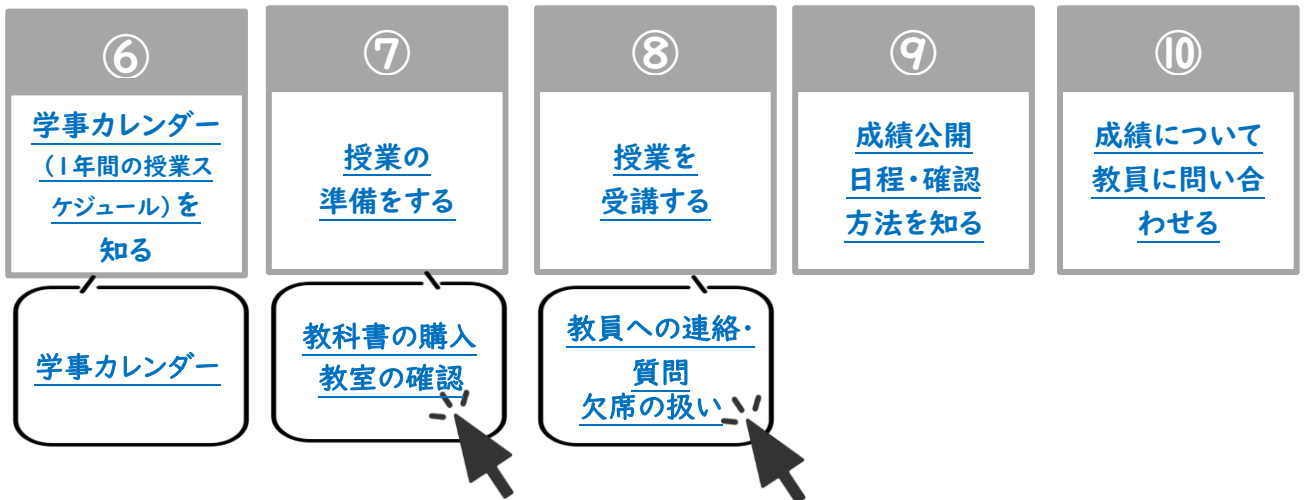 ⑥
学事カレンダー
(1年間の授業ス
ケジュール)を
知る
学事カレンダー
⑦
授業の
準備をする
教科書の購入
教室の確認
⑧
授業を
受講する
教員への連絡・
質問
欠席の扱い
⑨
成績公開
日程・確認
方法を知る
⑩
成績について
教員に問い合
わせる